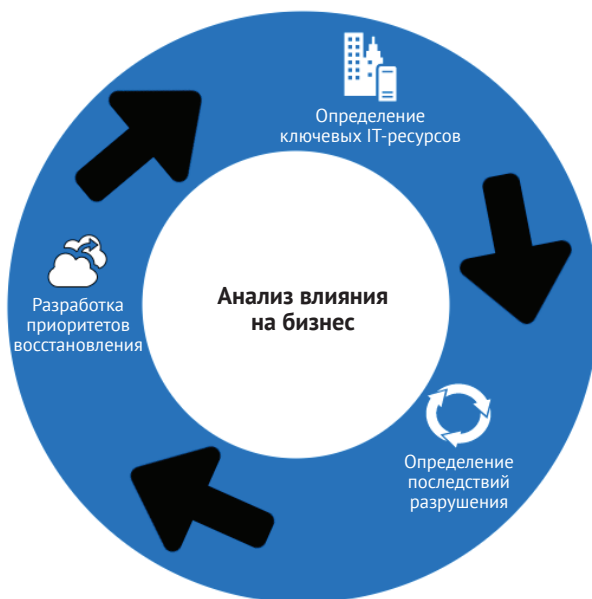 Определение
ключевых IT-ресурсов
Анализ влияния
на бизнес
Разработка
приоритетов
восстановления
Определение
последствий
разрушения